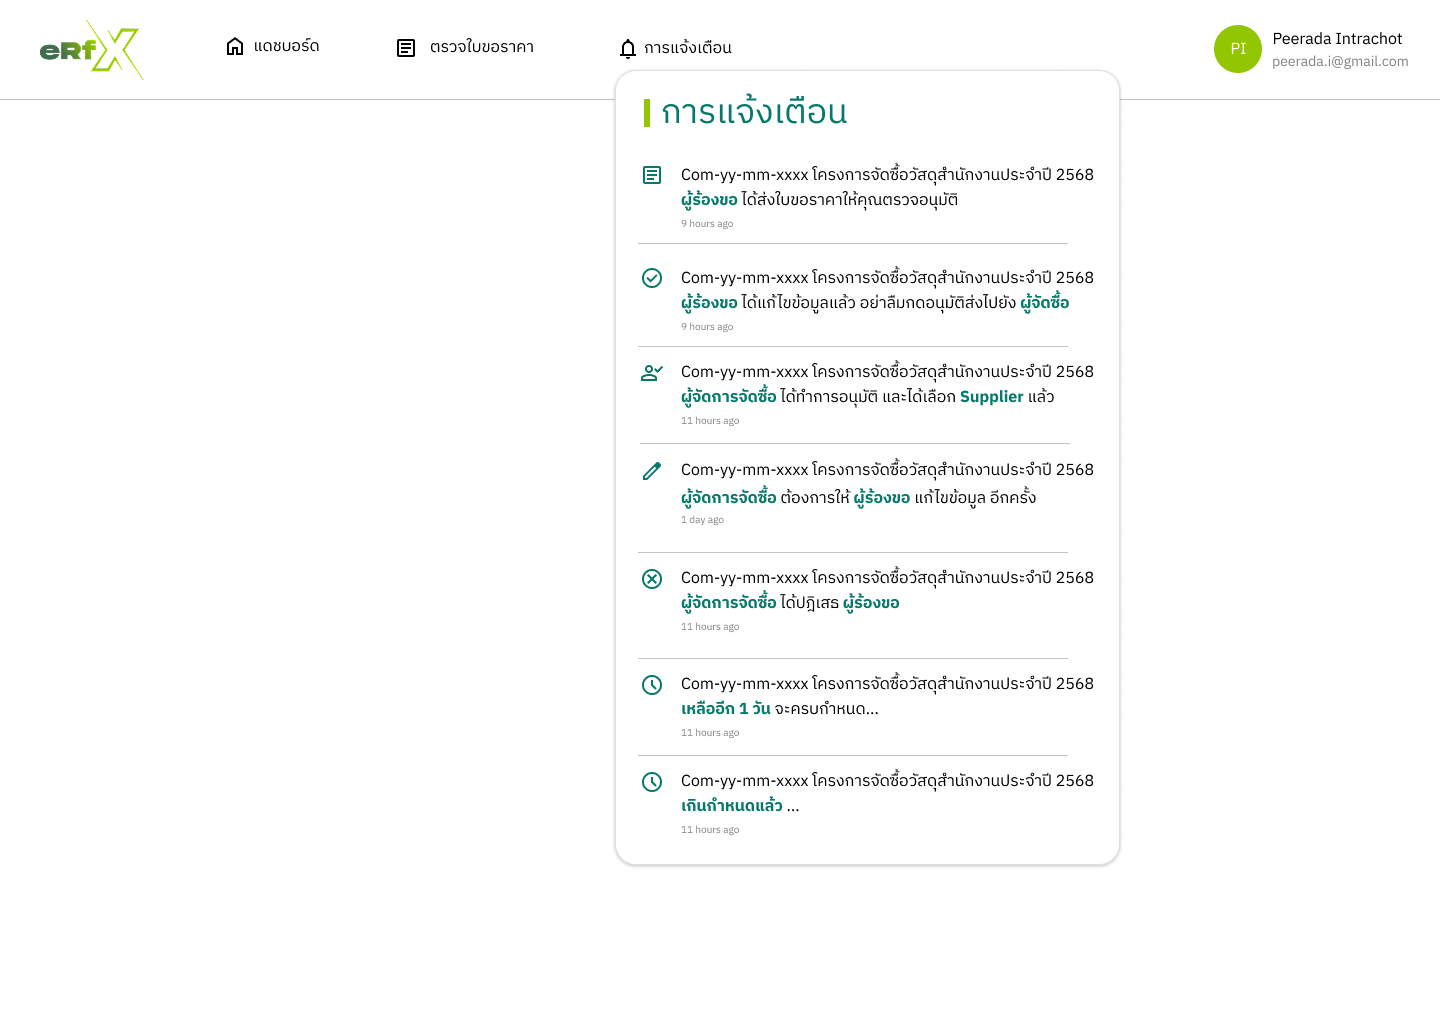 eRfX
แดชบอร์ด
ตรวจใบขอราคา
การแจ้งเตือน
PI
Peerada Intrachot
peerada.i@gmail.com
การแจ้งเตือน
Com-yy-mm-xxxx โครงการจัดซื้อวัสดุสำนักงานประจำปี 2568
ผู้ร้องขอ ได้ส่งใบขอราคาให้คุณตรวจอนุมัติ
9 hours ago
Com-yy-mm-xxxx โครงการจัดซื้อวัสดุสำนักงานประจำปี 2568
ผู้ร้องขอ ได้แก้ไขข้อมูลแล้ว อย่าลืมกดอนุมัติส่งไปยัง ผู้จัดซื้อ
9 hours ago
Com-yy-mm-xxxx โครงการจัดซื้อวัสดุสำนักงานประจำปี 2568
ผู้จัดการจัดซื้อ ได้ทำการอนุมัติ และได้เลือก Supplier แล้ว
11 hours ago
Com-yy-mm-xxxx โครงการจัดซื้อวัสดุสำนักงานประจำปี 2568
ผู้จัดการจัดซื้อ ต้องการให้ ผู้ร้องขอ แก้ไขข้อมูล อีกครั้ง
1 day ago
Com-yy-mm-xxxx โครงการจัดซื้อวัสดุสำนักงานประจำปี 2568
ผู้จัดการจัดซื้อ ได้ปฎิเสธ ผู้ร้องขอ
11 hours ago
Com-yy-mm-xxxx โครงการจัดซื้อวัสดุสำนักงานประจำปี 2568
เหลืออีก 1 วัน จะครบกำหนด...
11 hours ago
Com-yy-mm-xxxx โครงการจัดซื้อวัสดุสำนักงานประจำปี 2568
เกินกำหนดแล้ว ...
11 hours ago